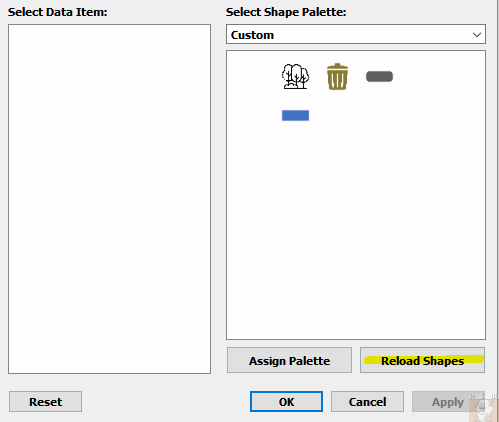 Select Data Item:
Select Shape Palette:
Custom
Assign Palette
Reload Shapes
Reset
OK
Cancel
Apply